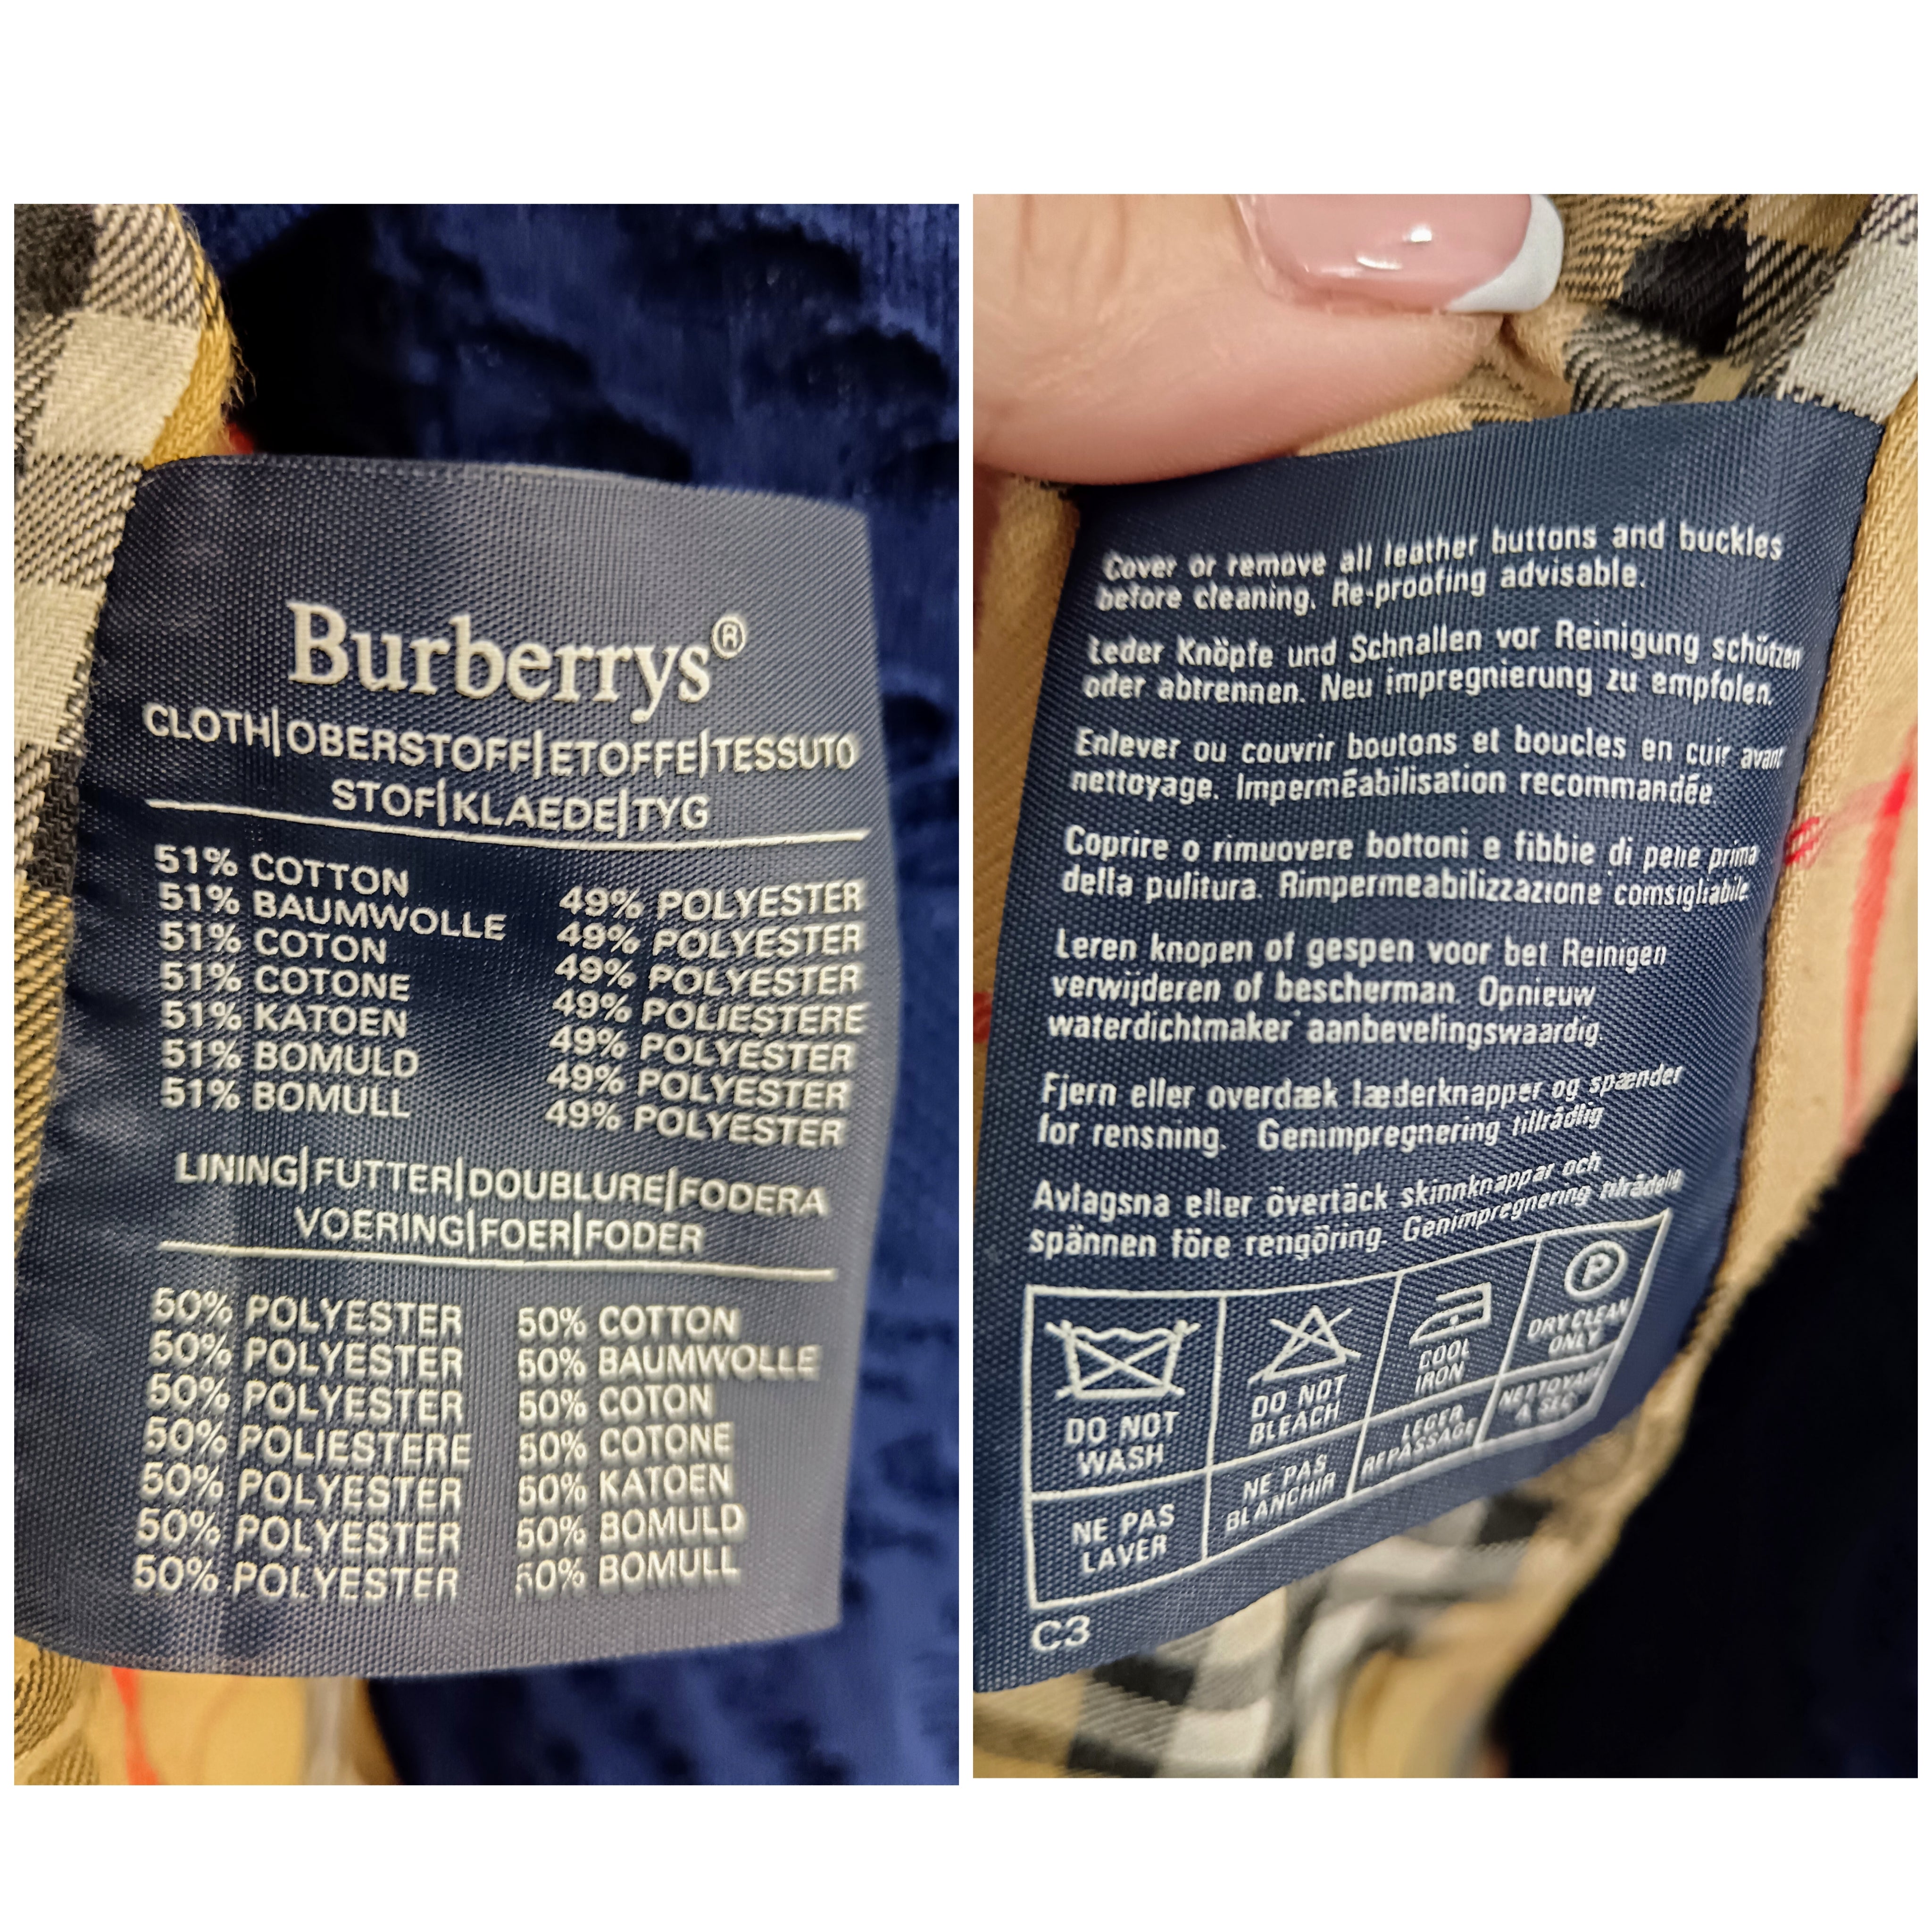 Burberrys®
CLOTH|OBERSTOFF|ETOFFE|TESSUTO
STOF|KLAEDE|TYG
51% COTTON 49% POLYESTER
51% BAUMWOLLE 49% POLYESTER
51% COTON 49% POLYESTER
51% COTONE 49% POLIESTERE
51% KATOEN 49% POLYESTER
51% BOMULD 49% POLYESTER
51% BOMULL 49% POLYESTER
LINING|FUTTER|DOUBLURE|FODERA
VOERING|FOER|FODER
50% POLYESTER 50% COTTON
50% POLYESTER 50% BAUMWOLLE
50% POLYESTER 50% COTON
50% POLIESTERE 50% COTONE
50% POLYESTER 50% KATOEN
50% POLYESTER 50% BOMULD
50% POLYESTER 50% BOMULL
Cover or remove all leather buttons and buckles
before cleaning. Re-proofing advisable.
Leder Knöpfe und Schnallen vor Reinigung schützen
oder abtrennen. Neu impregnierung zu empfolen.
Enlever ou couvrir boutons et boucles en cuir avant
nettoyage. Imperméabilisation recommandée.
Coprire o rimuovere bottoni e fibbie di pelle prima
della pulitura. Rimpermeabilizzazione comsigliabile.
Leren knopen of gespen voor bet Reinigen
verwijderen of bescherman. Opnieuw
waterdichtmaker aanbevelingswaardig.
Fjern eller overdæk læderknapper og spænder
for rensning. Genimpregnering tilrådlig
Avlagsna eller övertäck skinnknappar och
spännen före rengöring. Genimpregnering tilrådelig
DO NOT
WASH
DO NOT
BLEACH
COOL
IRON
P
DRY CLEAN
ONLY
NE PAS
LAVER
NE PAS
BLANCHIR
LEGER
REPASSAGE
NETTOYAGE
A SEC
C3